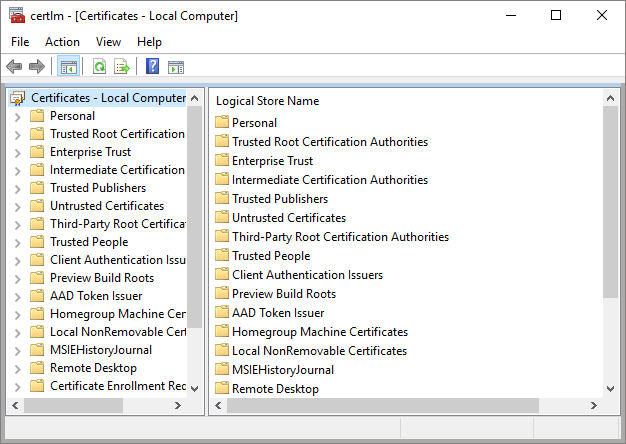 certlm - [Certificates - Local Computer]
File Action View Help
Certificates - Local Computer
Personal
Trusted Root Certification
Enterprise Trust
Intermediate Certification
Trusted Publishers
Untrusted Certificates
Third-Party Root Certificat
Trusted People
Client Authentication Issu
Preview Build Roots
AAD Token Issuer
Homegroup Machine Cer
Local NonRemovable Cert
MSIEHistoryJournal
Remote Desktop
Certificate Enrollment Rec
Logical Store Name
Personal
Trusted Root Certification Authorities
Enterprise Trust
Intermediate Certification Authorities
Trusted Publishers
Untrusted Certificates
Third-Party Root Certification Authorities
Trusted People
Client Authentication Issuers
Preview Build Roots
AAD Token Issuer
Homegroup Machine Certificates
Local NonRemovable Certificates
MSIEHistoryJournal
Remote Desktop